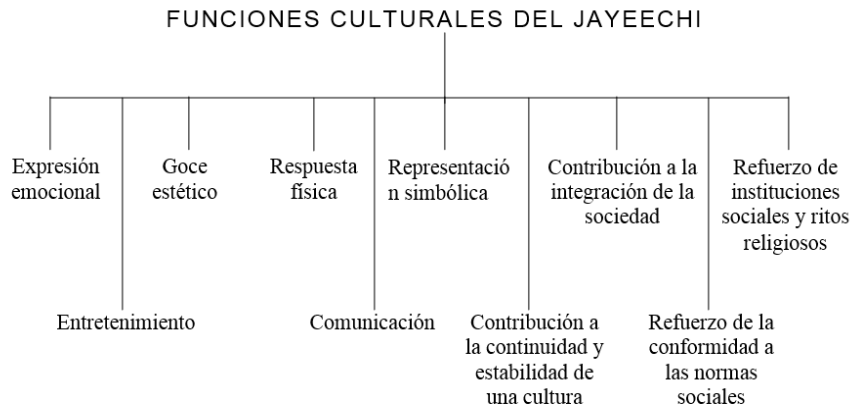 FUNCIONES CULTURALES DEL JAYEECHI
Expresión
emocional
Goce
estético
Respuesta
física
Representació
n simbólica
Contribución a la
integración de la
sociedad
Refuerzo de
instituciones
sociales y ritos
religiosos
Entretenimiento
Comunicación
Contribución a
la continuidad y
estabilidad de
una cultura
Refuerzo de la
conformidad a
las normas
sociales